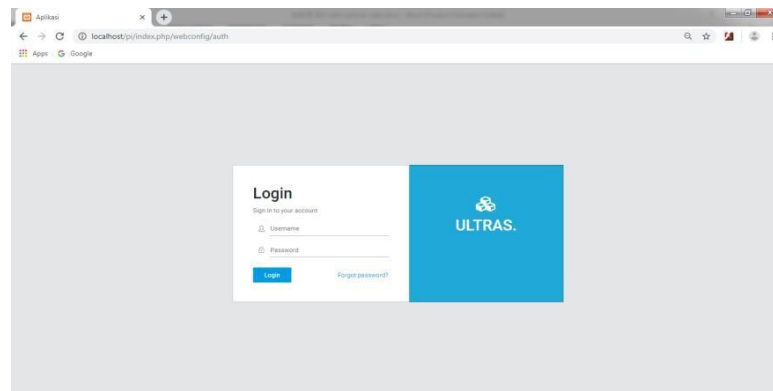 Aplikasi
localhost/pi/index.php/webconfig/auth
Apps G Google
Login
Sign In to your account
Username
Password
Login Forgot password?
ULTRAS.